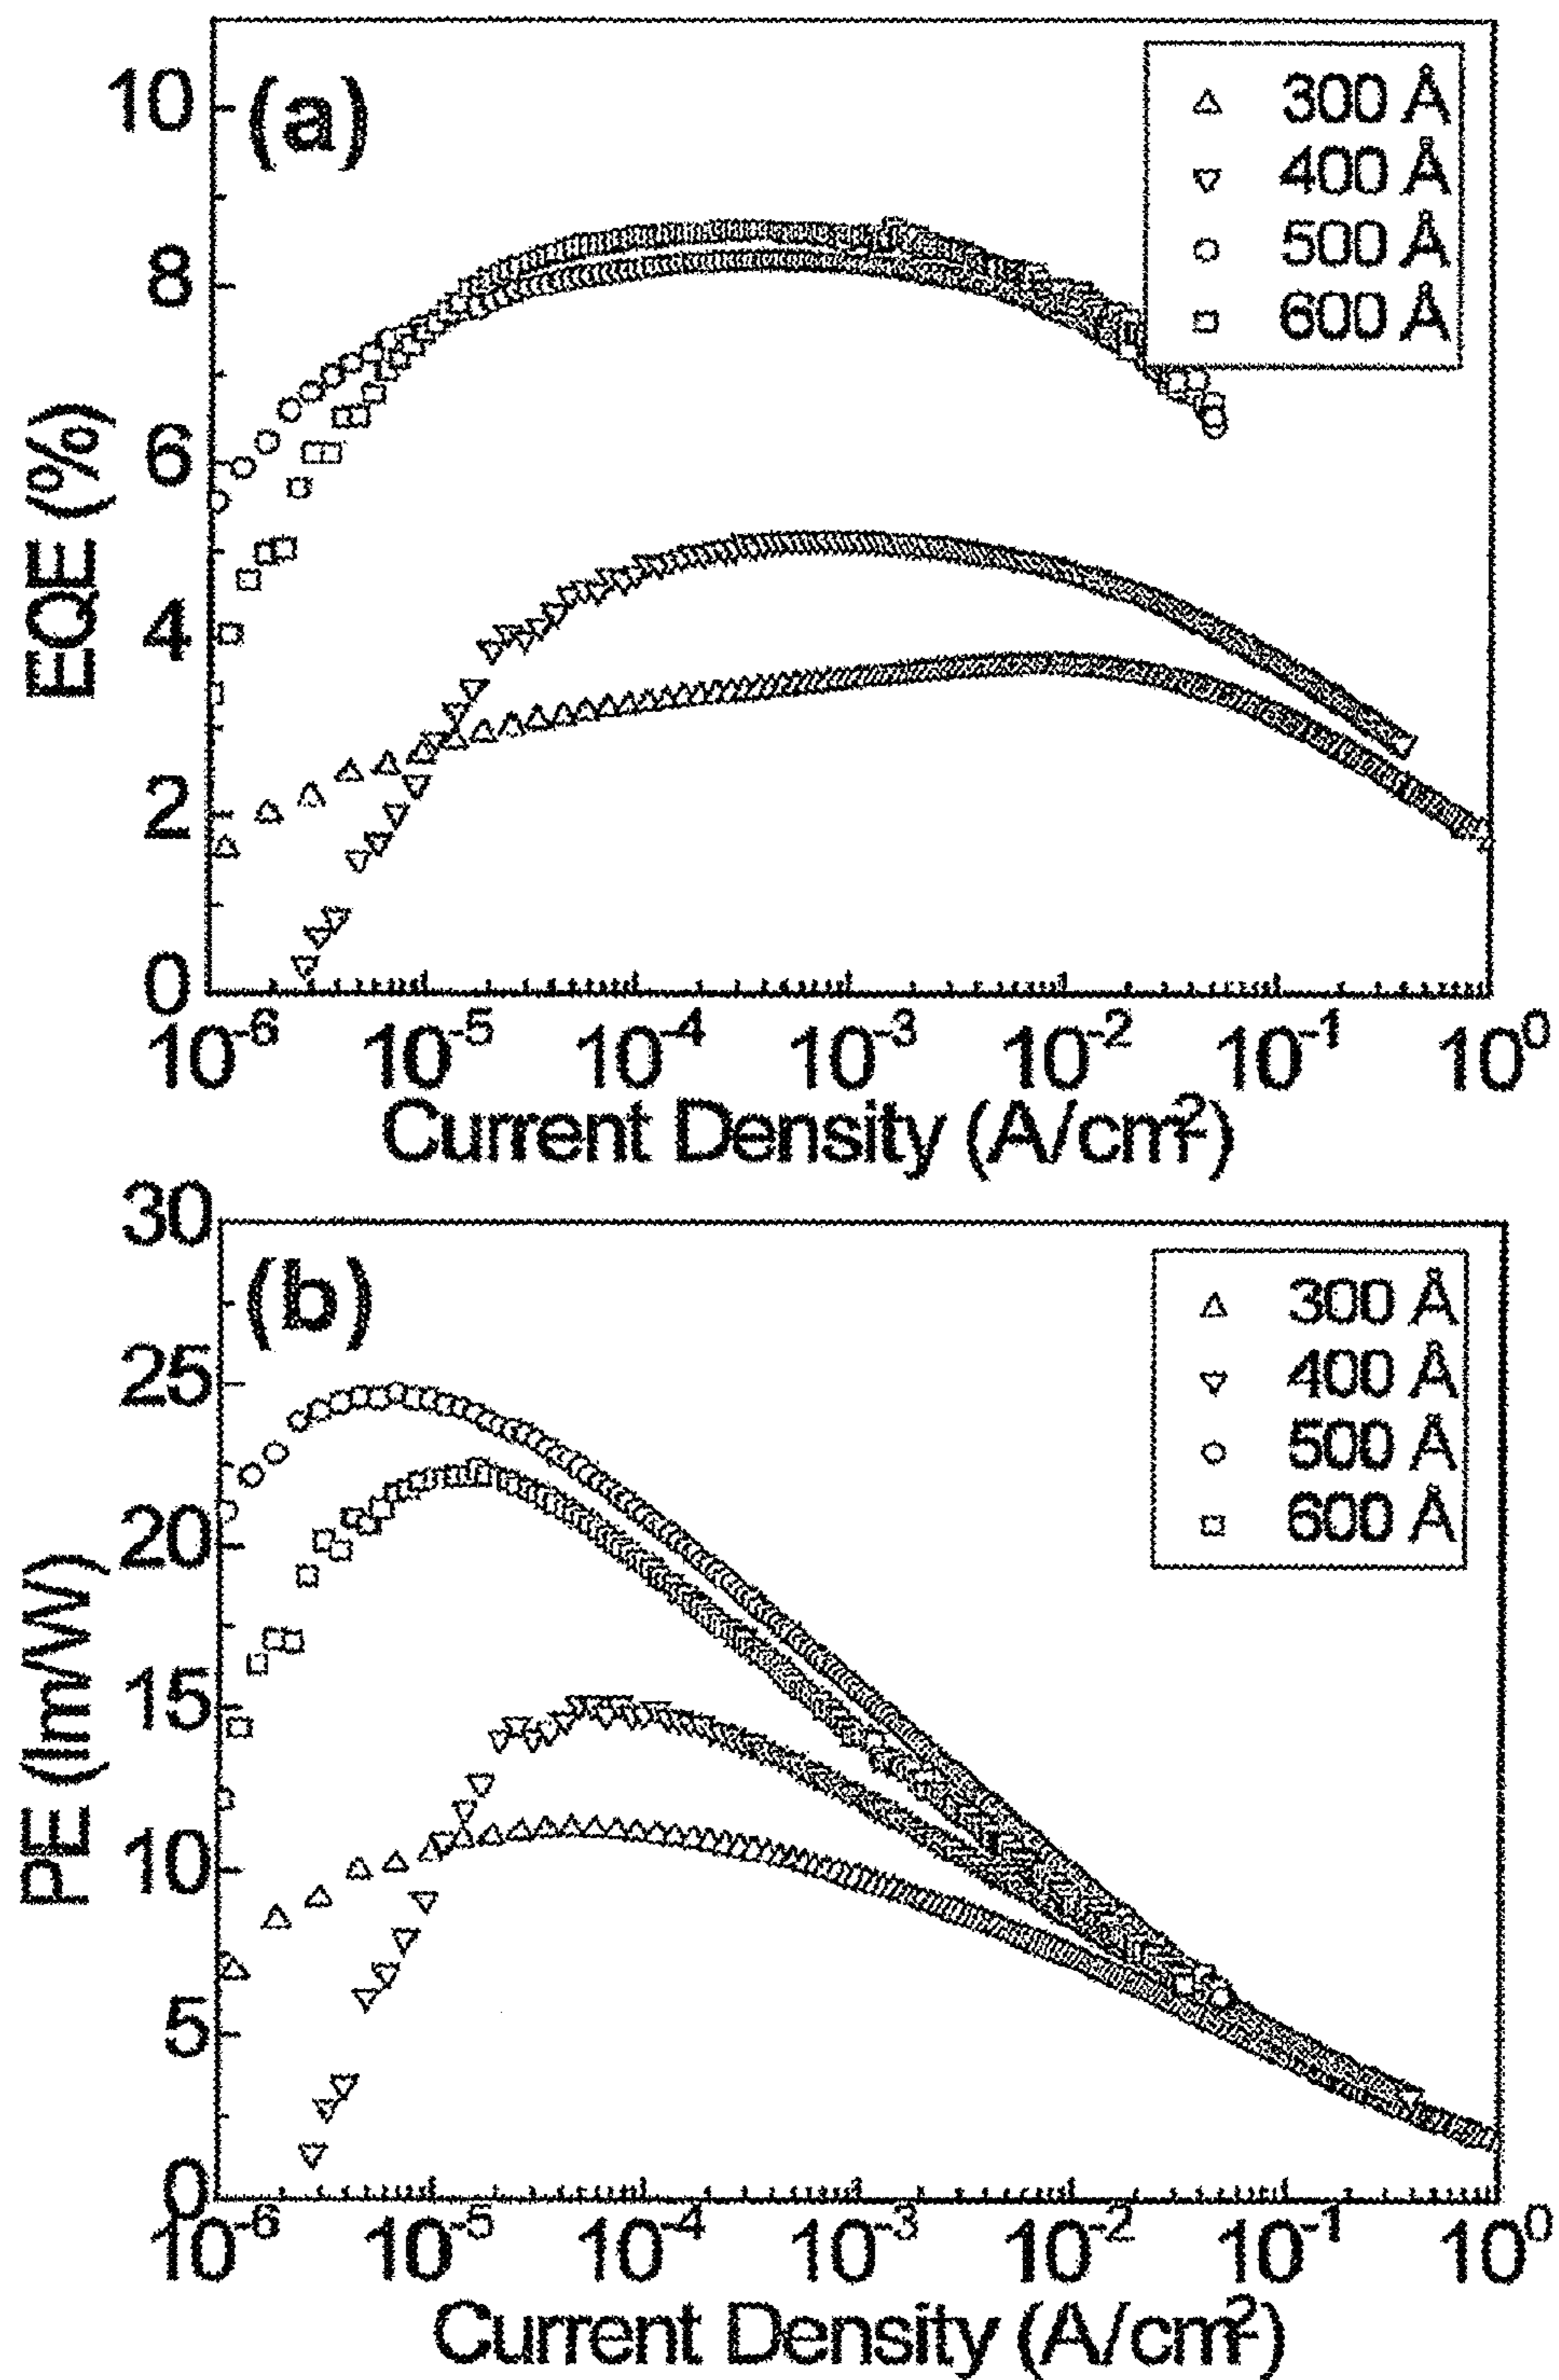 10
(a)
300 Å
400 Å
500 Å
600 Å
8
6
4
2
0
EQE (%)
10⁻⁶ 10⁻⁵ 10⁻⁴ 10⁻³ 10⁻² 10⁻¹ 10⁰
Current Density (A/cm²)
30
(b)
300 Å
400 Å
500 Å
600 Å
25
20
15
10
5
0
PE (lm/W)
10⁻⁶ 10⁻⁵ 10⁻⁴ 10⁻³ 10⁻² 10⁻¹ 10⁰
Current Density (A/cm²)